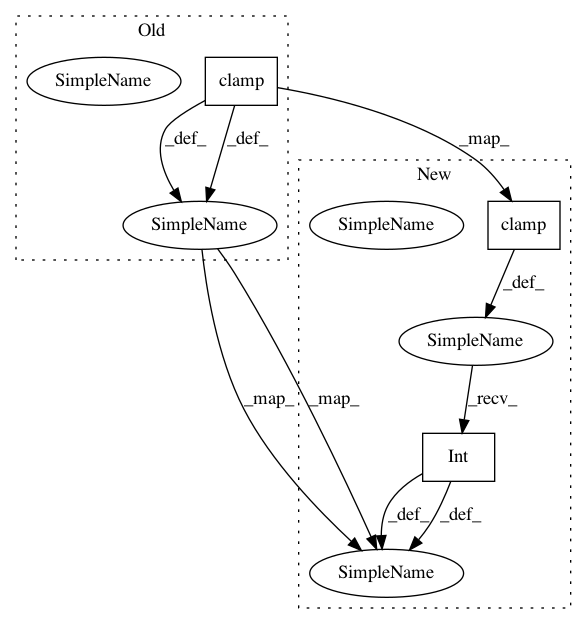 Old
SimpleName
clamp
_def_
_def_
_map_
New
SimpleName
SimpleName
clamp
_def_
SimpleName
_map_
_map_
_recv_
Int
_def_
_def_
SimpleName